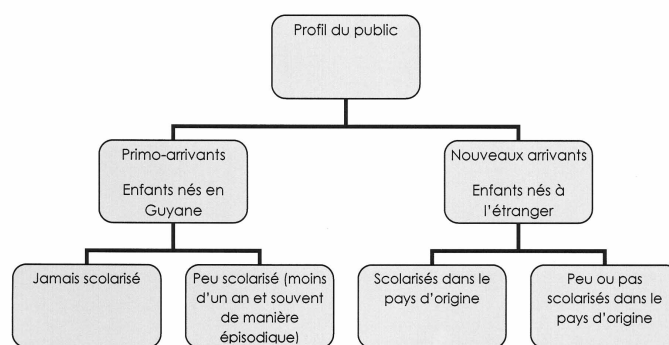 Profil du public
Primo-arrivants
Enfants nés en
Guyane
Nouveaux arrivants
Enfants nés à
l'étranger
Jamais scolarisé
Peu scolarisé (moins
d'un an et souvent
de manière
épisodique)
Scolarisés dans le
pays d'origine
Peu ou pas
scolarisés dans le
pays d'origine